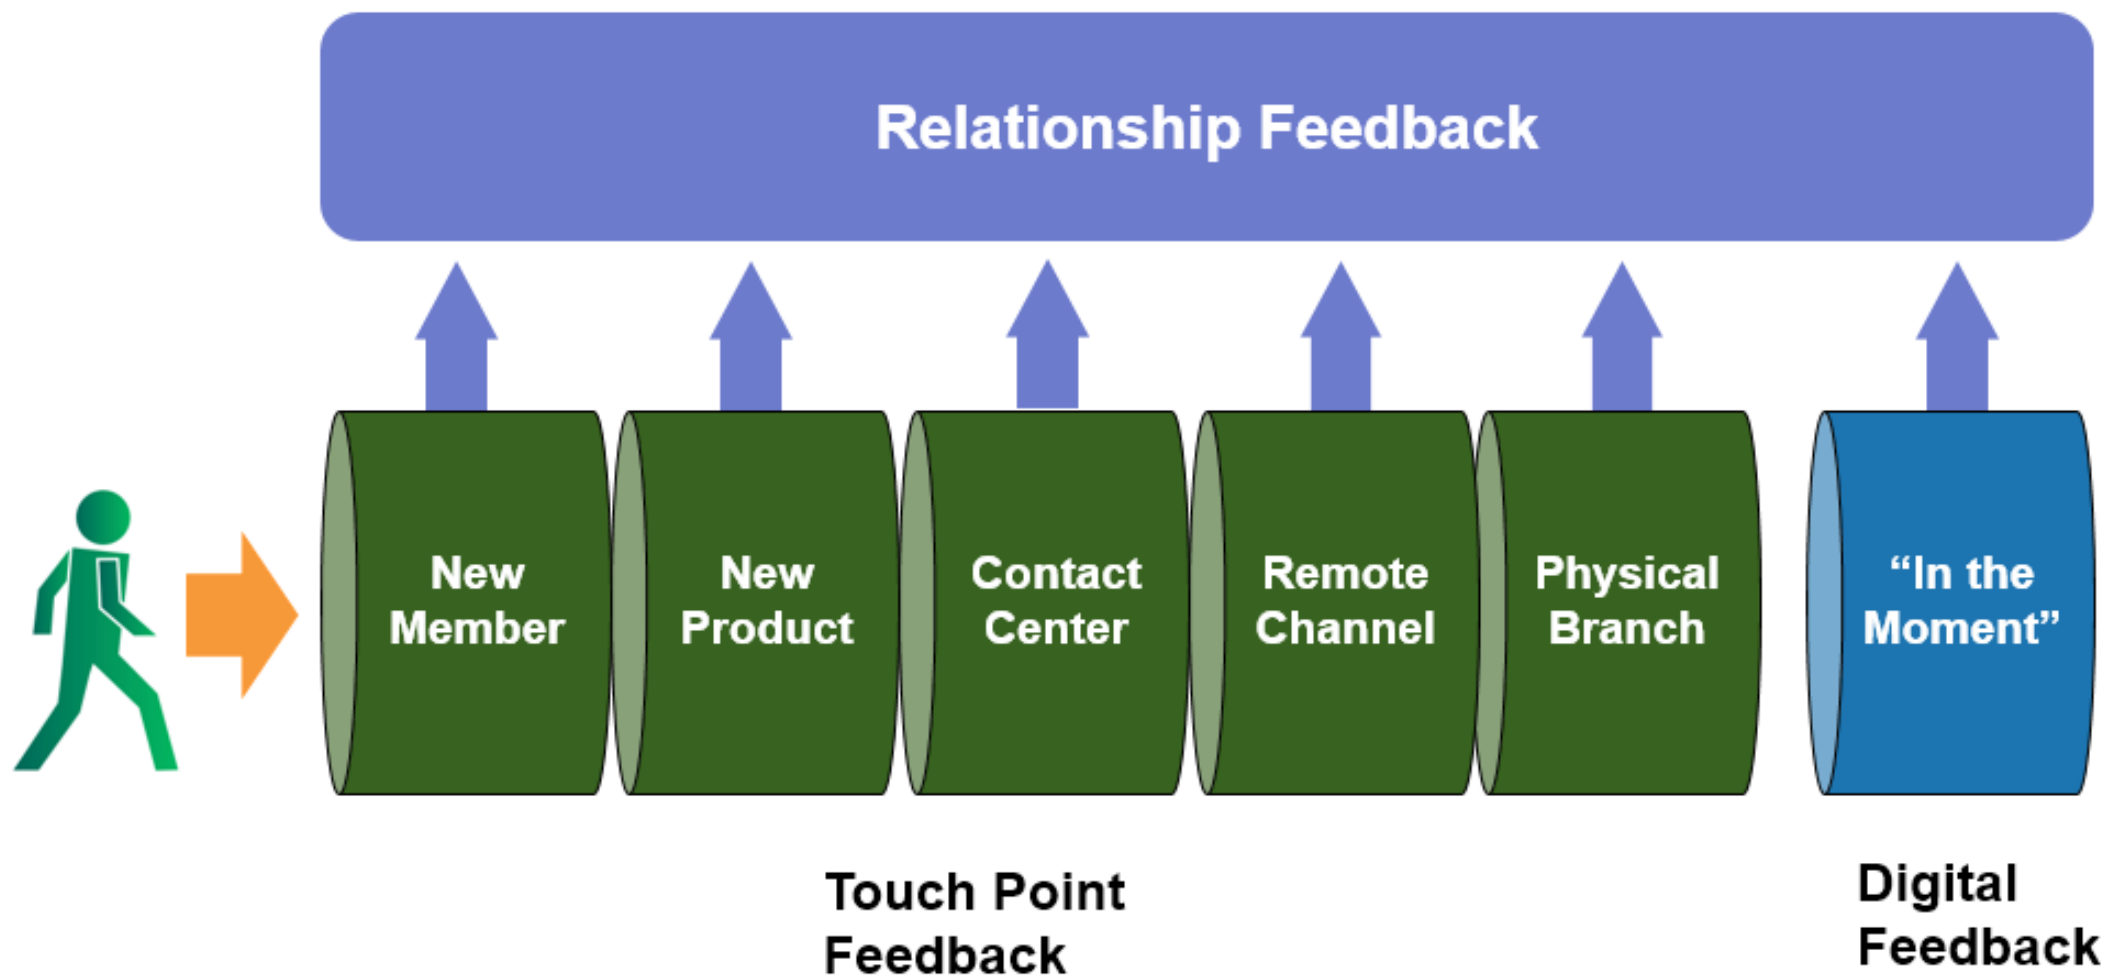 Relationship Feedback
New
Member
New
Product
Contact
Center
Remote
Channel
Physical
Branch
“In the
Moment”
Touch Point
Feedback
Digital
Feedback